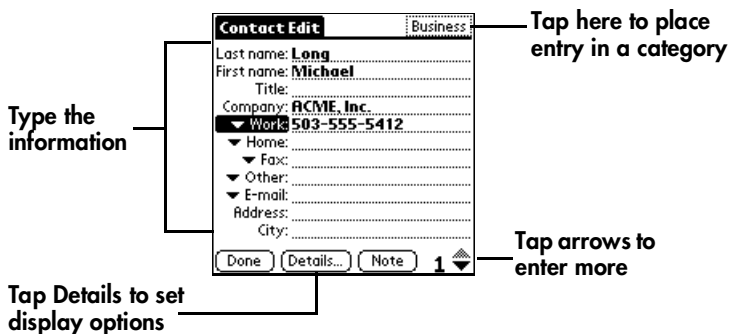 Contact Edit
Business
Tap here to place
entry in a category
Last name: Long
First name: Michael
Title:
Company: ACME, Inc.
Work: 503-555-5412
Home:
Fax:
Other:
E-mail:
Address:
City:
Type the
information
Done Details... Note 1
Tap arrows to
enter more
Tap Details to set
display options